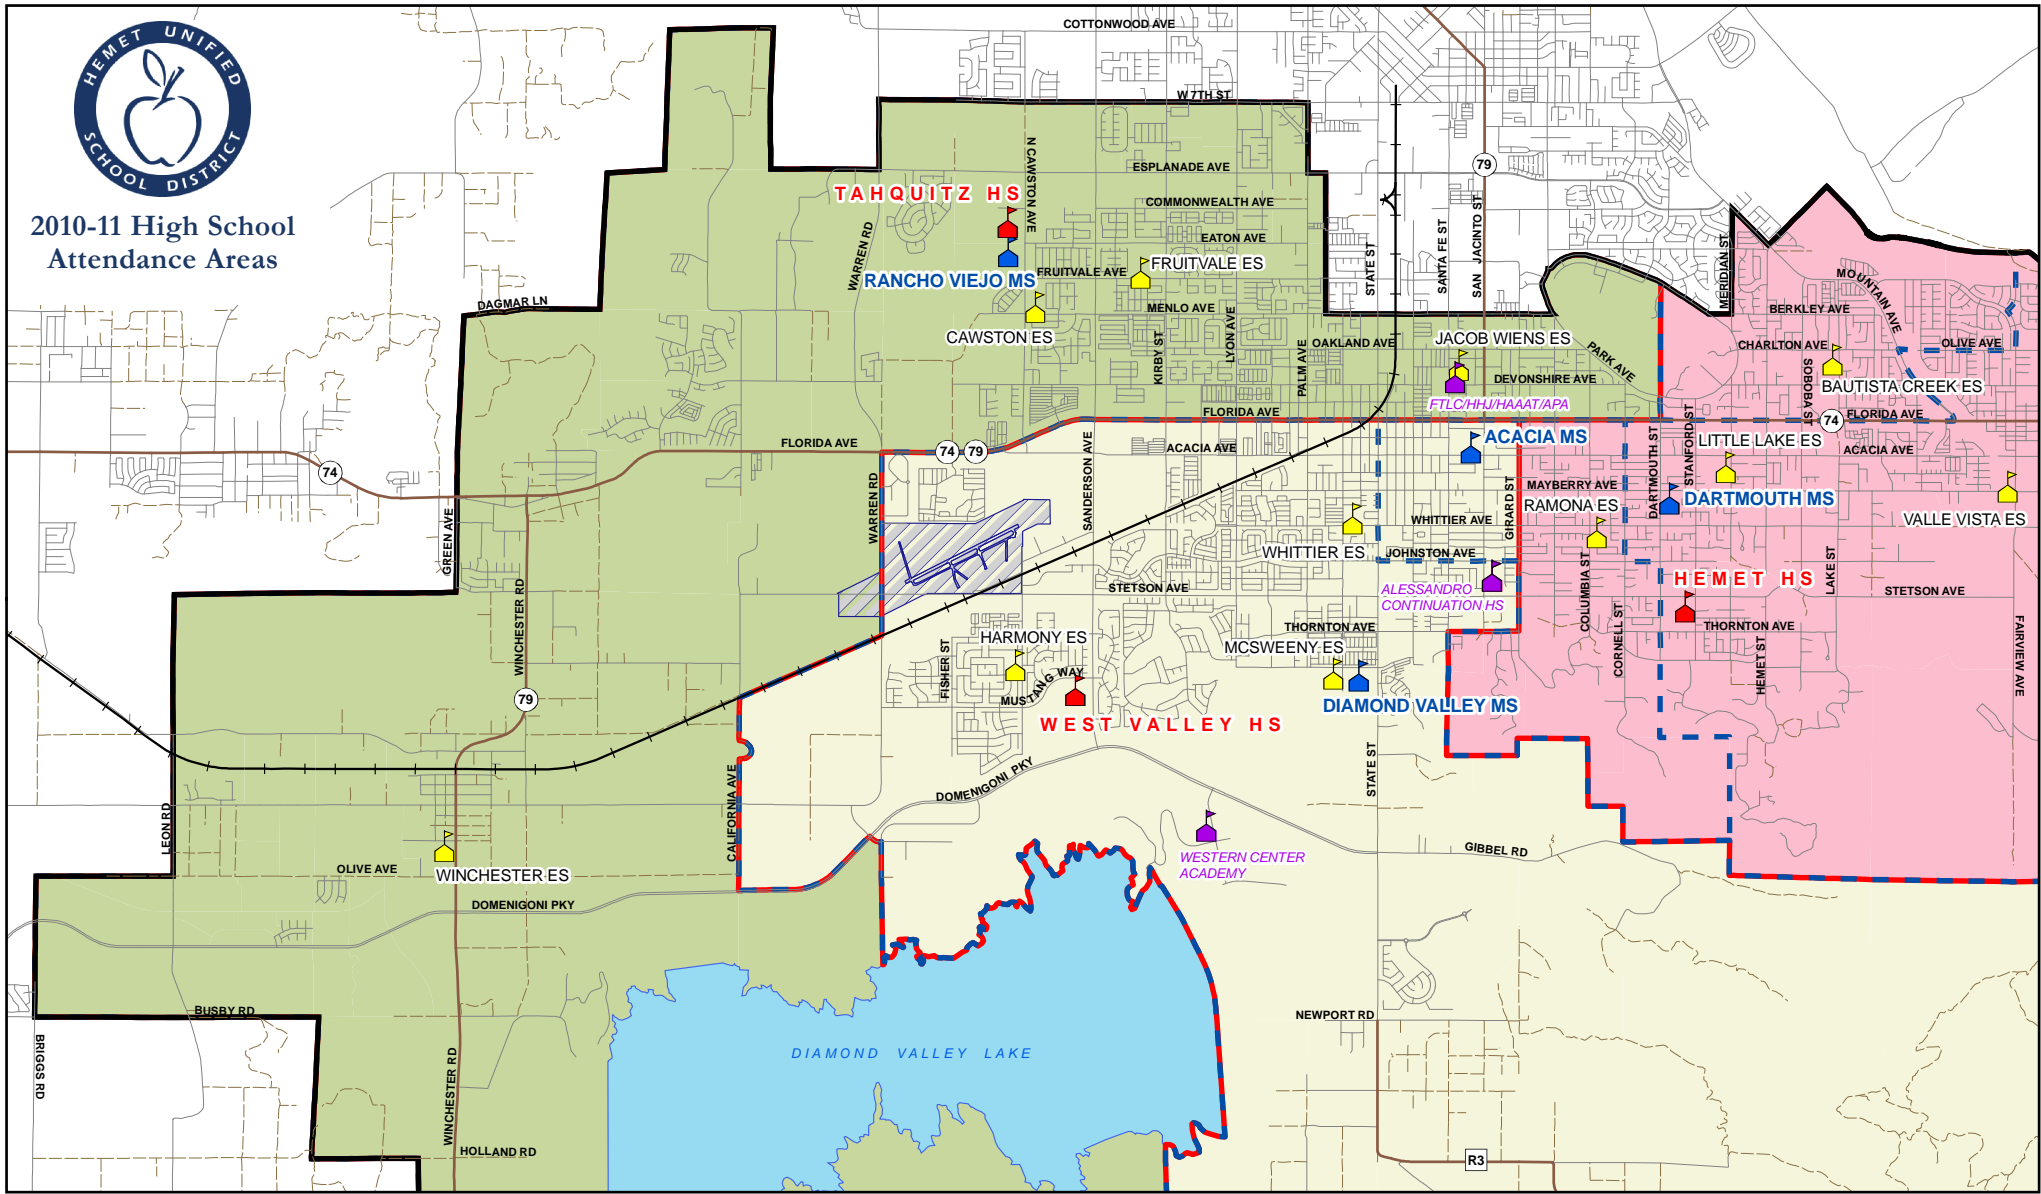 HEMET UNIFIED
SCHOOL DISTRICT
2010-11 High School
Attendance Areas
COTTONWOOD AVE
W 7TH ST
N CAWSTON AVE
ESPLANADE AVE
79
TAHQUITZ HS
COMMONWEALTH AVE
SAN JACINTO ST
SANTA FE ST
STATE ST
MERIDIAN ST
WARREN RD
EATON AVE
FRUITVALE ES
FRUITVALE AVE
RANCHO VIEJO MS
MOUNTAIN AVE
DAGMAR LN
MENLO AVE
BERKLEY AVE
CAWSTON ES
KIRBY ST
LYON AVE
PALM AVE
OAKLAND AVE
JACOB WIENS ES
PARK AVE
CHARLTON AVE
OLIVE AVE
SOBOBA ST
DEVONSHIRE AVE
BAUTISTA CREEK ES
FTLC/HHJ/HAAAT/APA
FLORIDA AVE
74
FLORIDA AVE
STANFORD ST
DARTMOUTH ST
FLORIDA AVE
74
79
SANDERSON AVE
ACACIA AVE
ACACIA MS
LITTLE LAKE ES
ACACIA AVE
74
WARREN RD
GIRARD ST
MAYBERRY AVE
RAMONA ES
DARTMOUTH MS
VALLE VISTA ES
GREEN AVE
WHITTIER AVE
WHITTIER ES
JOHNSTON AVE
COLUMBIA ST
LAKE ST
WINCHESTER RD
STETSON AVE
ALESSANDRO
CONTINUATION HS
HEMET HS
STETSON AVE
CORNELL ST
THORNTON AVE
THORNTON AVE
HARMONY ES
MCSWEENY ES
HEMET ST
FAIRVIEW AVE
FISHER ST
MUSTANG WAY
79
WEST VALLEY HS
DIAMOND VALLEY MS
STATE ST
DOMENIGONI PKY
CALIFORNIA AVE
LEON RD
WESTERN CENTER
ACADEMY
GIBBEL RD
OLIVE AVE
WINCHESTER ES
DOMENIGONI PKY
BUSBY RD
NEWPORT RD
BRIGGS RD
DIAMOND VALLEY LAKE
WINCHESTER RD
HOLLAND RD
R3